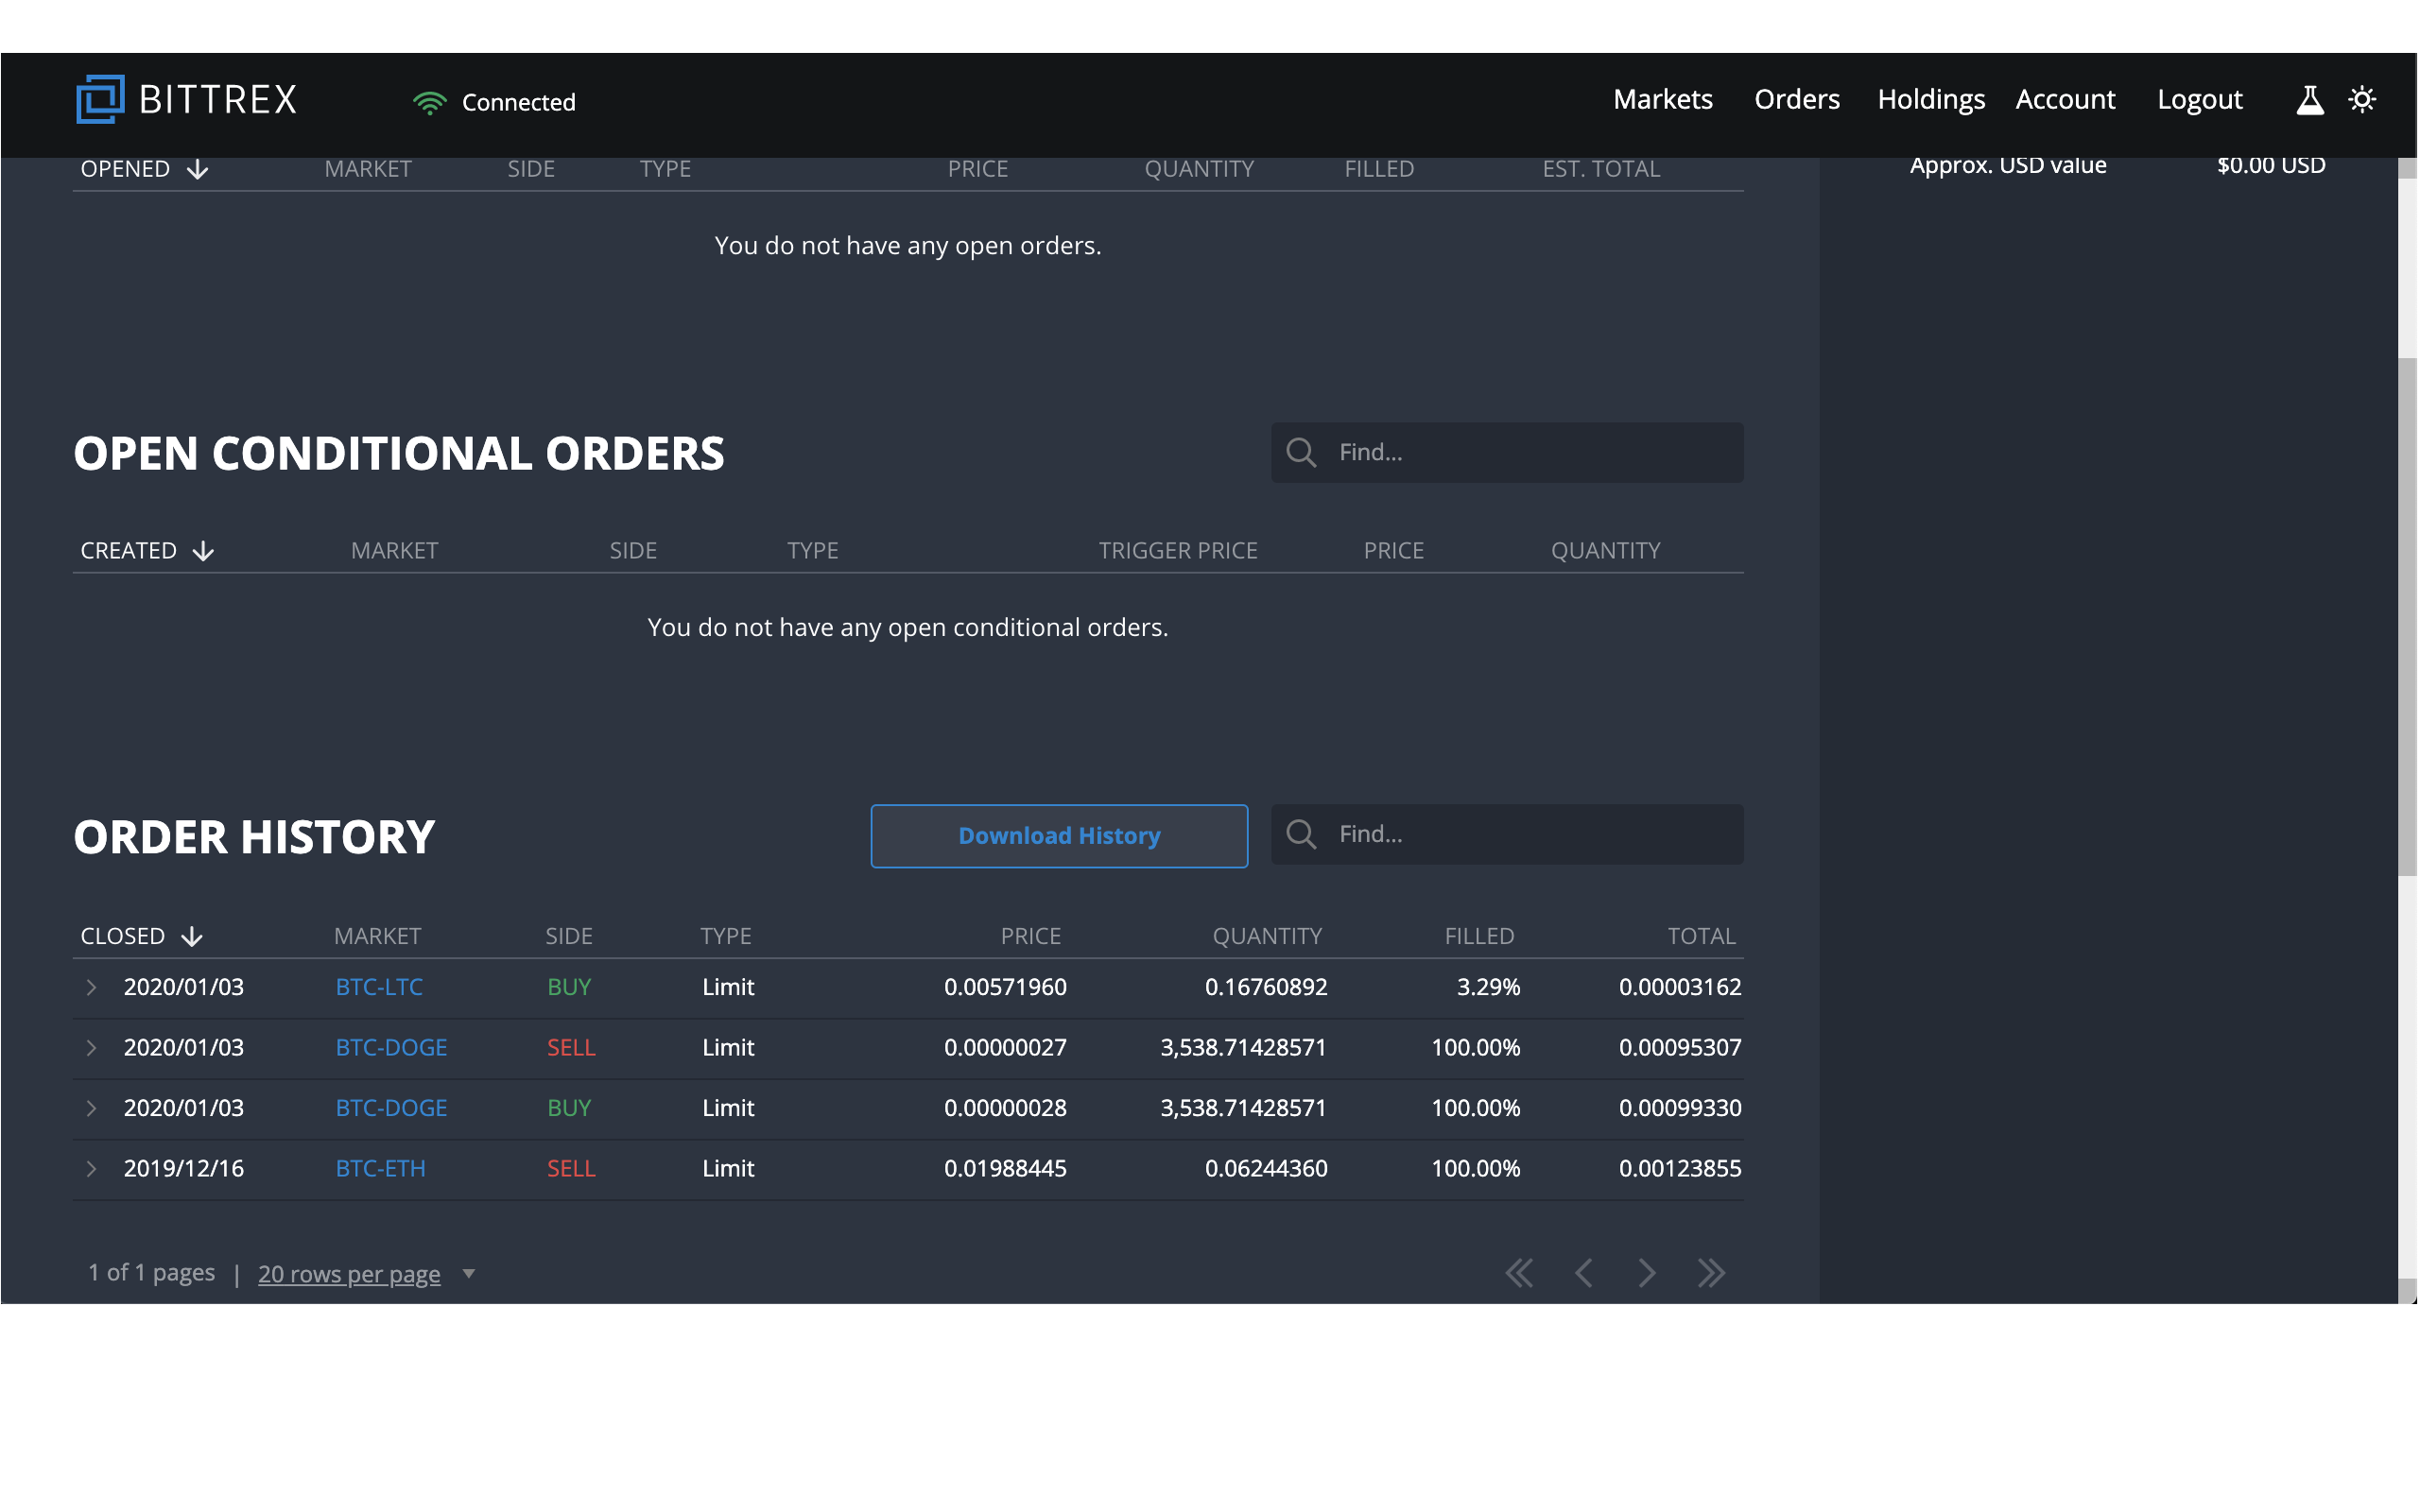 BITTREX Connected Markets Orders Holdings Account Logout
OPENED MARKET SIDE TYPE PRICE QUANTITY FILLED EST. TOTAL
Approx. USD value $0.00 USD
You do not have any open orders.
OPEN CONDITIONAL ORDERS Find...
CREATED MARKET SIDE TYPE TRIGGER PRICE PRICE QUANTITY
You do not have any open conditional orders.
ORDER HISTORY Download History Find...
CLOSED MARKET SIDE TYPE PRICE QUANTITY FILLED TOTAL
2020/01/03 BTC-LTC BUY Limit 0.00571960 0.16760892 3.29% 0.00003162
2020/01/03 BTC-DOGE SELL Limit 0.00000027 3,538.71428571 100.00% 0.00095307
2020/01/03 BTC-DOGE BUY Limit 0.00000028 3,538.71428571 100.00% 0.00099330
2019/12/16 BTC-ETH SELL Limit 0.01988445 0.06244360 100.00% 0.00123855
1 of 1 pages | 20 rows per page